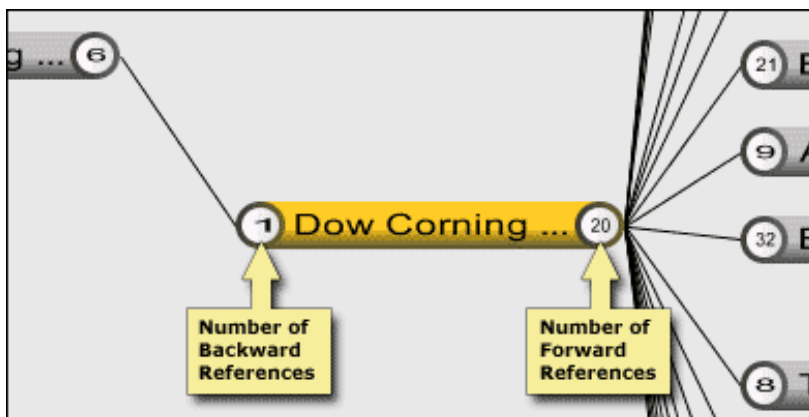 g ... 6
21 E
9 A
1 Dow Corning ... 20
32 E
Number of
Backward
References
Number of
Forward
References
8 T